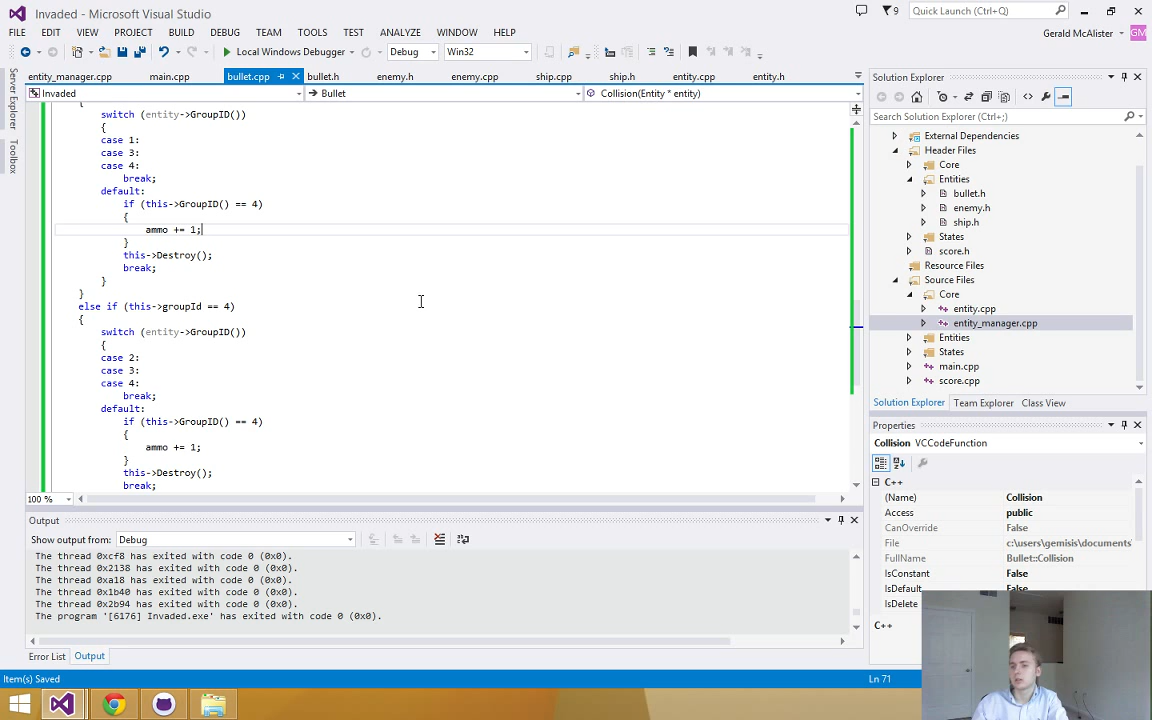 Invaded - Microsoft Visual Studio
9
Quick Launch (Ctrl+Q)
FILE EDIT VIEW PROJECT BUILD DEBUG TEAM TOOLS TEST ANALYZE WINDOW HELP
Gerald McAlister GM
Local Windows Debugger Debug Win32
entity_manager.cpp main.cpp bullet.cpp bullet.h enemy.h enemy.cpp ship.cpp ship.h entity.cpp entity.h
Invaded Bullet Collision(Entity * entity)
{
switch (entity->GroupID())
{
case 1:
case 3:
case 4:
break;
default:
if (this->GroupID() == 4)
{
ammo += 1;
}
this->Destroy();
break;
}
}
else if (this->groupId == 4)
{
switch (entity->GroupID())
{
case 2:
case 3:
case 4:
break;
default:
if (this->GroupID() == 4)
{
ammo += 1;
}
this->Destroy();
break;
100 %
Server Explorer
Toolbox
Output
Show output from: Debug
The thread 0xcf8 has exited with code 0 (0x0).
The thread 0x2138 has exited with code 0 (0x0).
The thread 0xa18 has exited with code 0 (0x0).
The thread 0x1b40 has exited with code 0 (0x0).
The thread 0x2b94 has exited with code 0 (0x0).
The program '[6176] Invaded.exe' has exited with code 0 (0x0).
Error List Output
Item(s) Saved Ln 71
Solution Explorer
Search Solution Explorer (Ctrl+;)
External Dependencies
Header Files
Core
Entities
bullet.h
enemy.h
ship.h
States
score.h
Resource Files
Source Files
Core
entity.cpp
entity_manager.cpp
Entities
States
main.cpp
score.cpp
Solution Explorer Team Explorer Class View
Properties
Collision VCCodeFunction
C++
(Name) Collision
Access public
CanOverride False
File c:\users\gemisis\documents
FullName Bullet::Collision
IsConstant False
IsDefault False
IsDelete False
C++